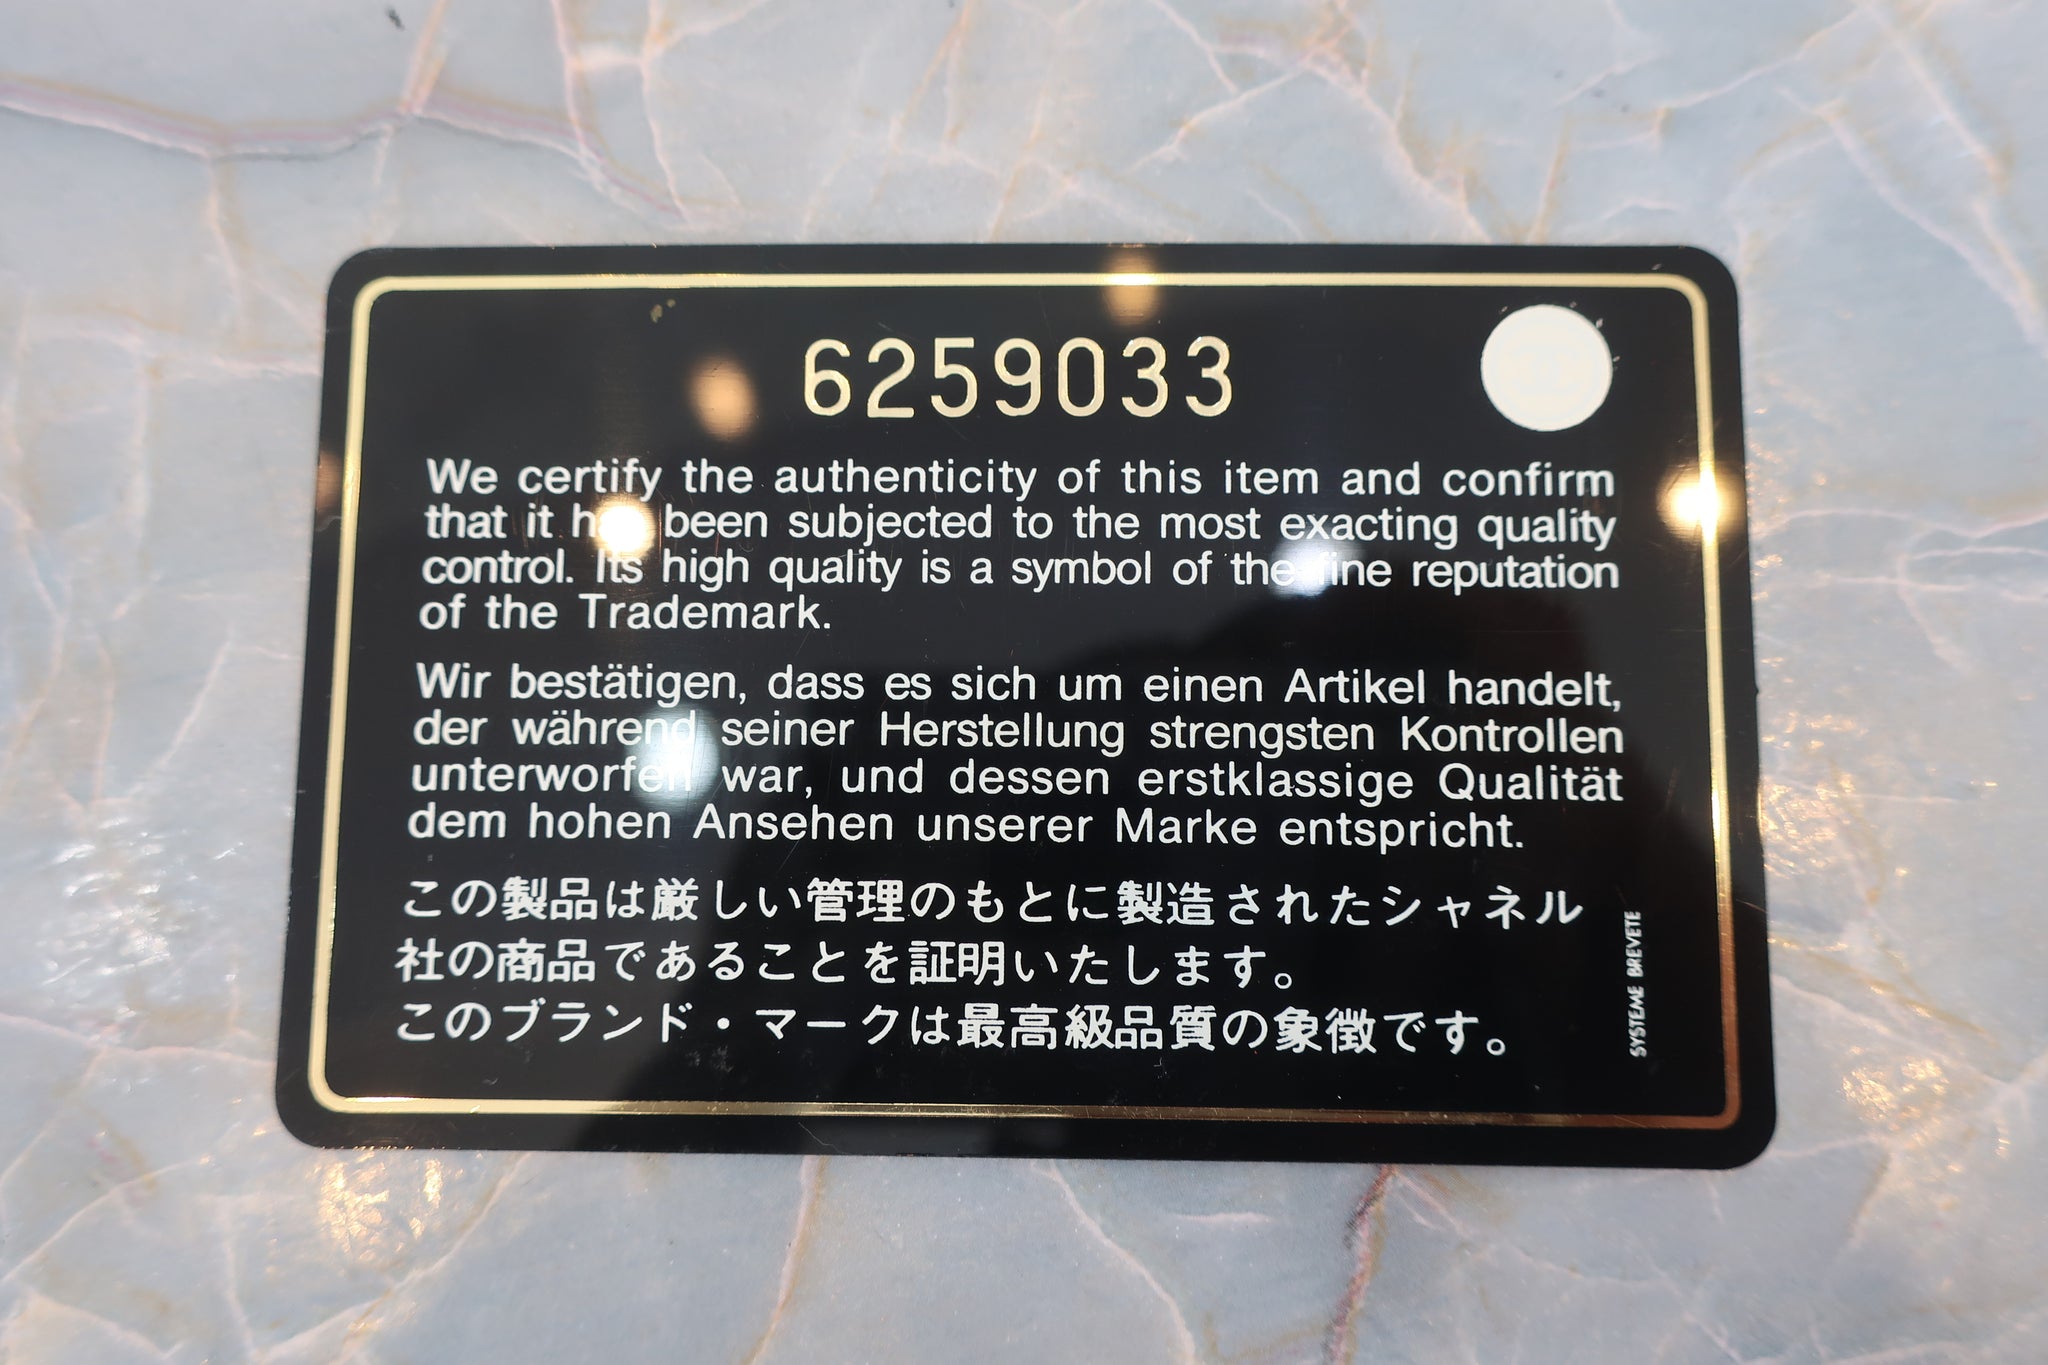 6259033
We certify the authenticity of this item and confirm
that it has been subjected to the most exacting quality
control. Its high quality is a symbol of the fine reputation
of the Trademark.
Wir bestätigen, dass es sich um einen Artikel handelt,
der während seiner Herstellung strengsten Kontrollen
unterworfen war, und dessen erstklassige Qualität
dem hohen Ansehen unserer Marke entspricht.
この製品は厳しい管理のもとに製造されたシャネル
社の商品であることを証明いたします。
このブランド・マークは最高級品質の象徴です。
SYSTEME BREVETE